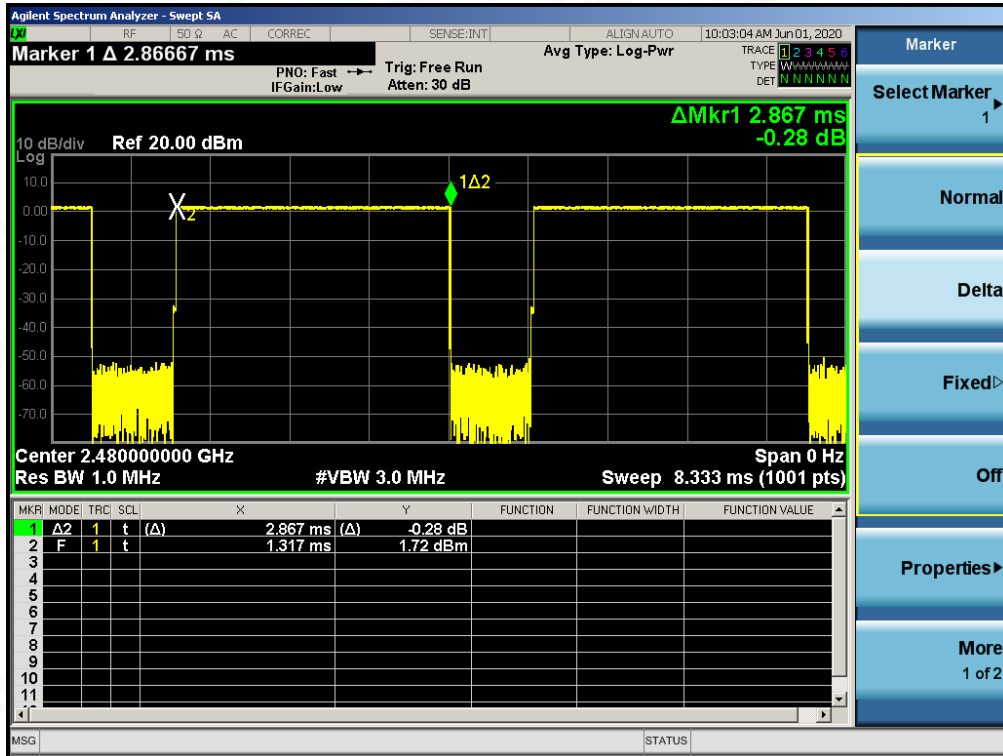 Agilent Spectrum Analyzer - Swept SA
LXI RF 50 Ω AC CORREC SENSE:INT ALIGN AUTO 10:03:04 AM Jun 01, 2020
Marker 1 Δ 2.86667 ms
PNO: Fast
IFGain:Low
Trig: Free Run
Atten: 30 dB
Avg Type: Log-Pwr
TRACE 1 2 3 4 5 6
TYPE WWWWWW
DET N N N N N N
ΔMkr1 2.867 ms
-0.28 dB
10 dB/div Ref 20.00 dBm
Log
10.0
0.00
-10.0
-20.0
-30.0
-40.0
-50.0
-60.0
-70.0
X2
1Δ2
Center 2.480000000 GHz Span 0 Hz
Res BW 1.0 MHz #VBW 3.0 MHz Sweep 8.333 ms (1001 pts)
MKR MODE TRC SCL X Y FUNCTION FUNCTION WIDTH FUNCTION VALUE
1 Δ2 1 t (Δ) 2.867 ms (Δ) -0.28 dB
2 F 1 t 1.317 ms 1.72 dBm
3
4
5
6
7
8
9
10
11
MSG STATUS
Marker
Select Marker
1
Normal
Delta
Fixed
Off
Properties
More
1 of 2